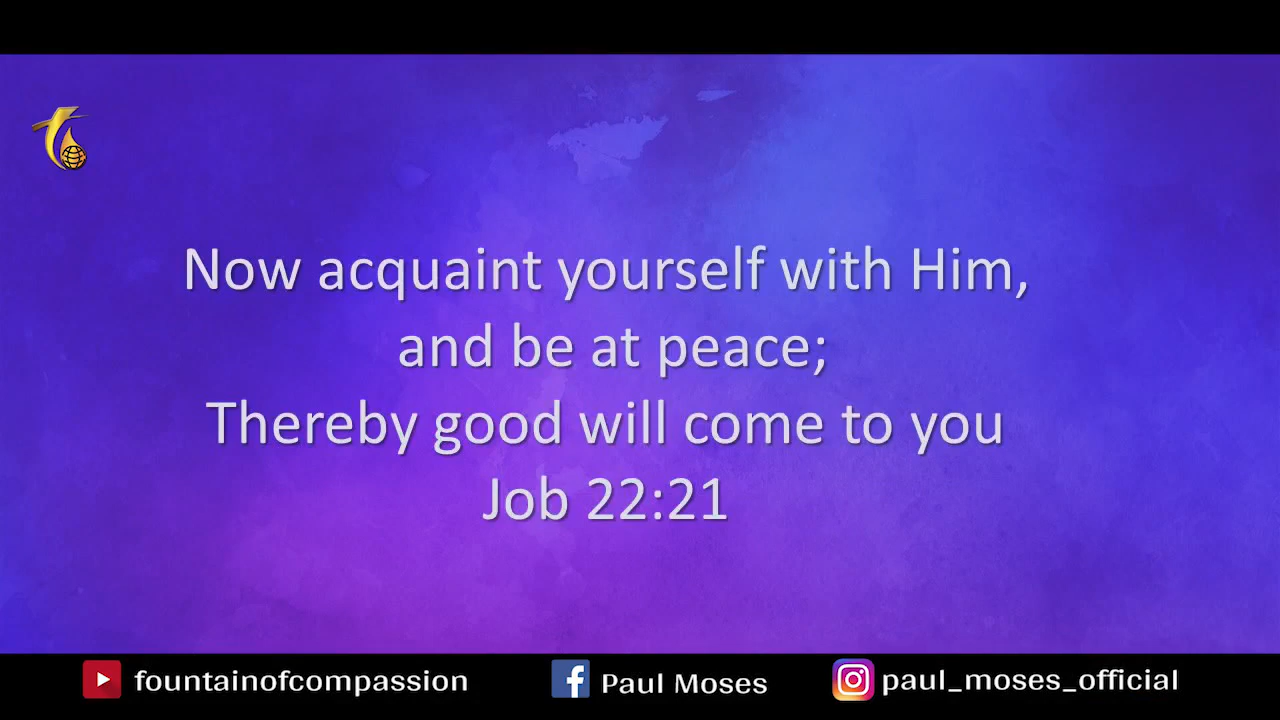 Now acquaint yourself with Him,
and be at peace;
Thereby good will come to you
Job 22:21
fountainofcompassion
Paul Moses
paul_moses_official